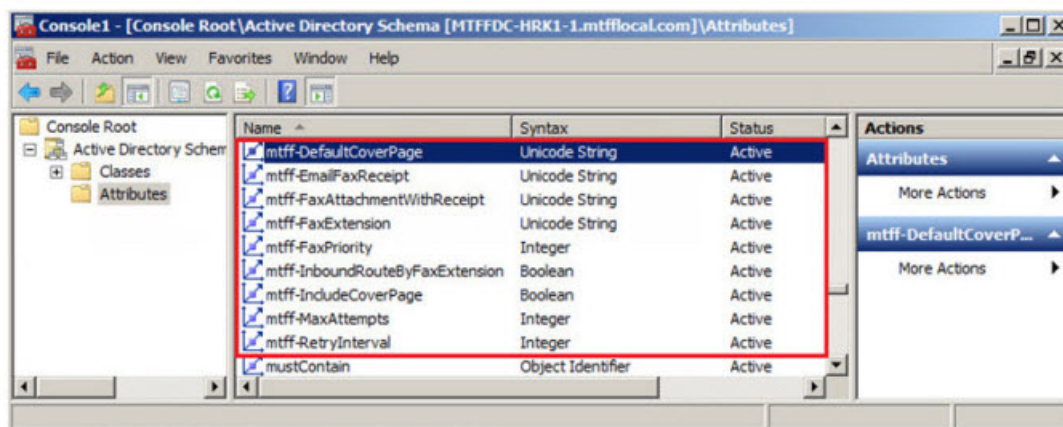 Console1 - [Console Root\Active Directory Schema [MTFFDC-HRK1-1.mtfflocal.com]\Attributes]
File Action View Favorites Window Help
Console Root
Active Directory Schem
Classes
Attributes
Name Syntax Status
mtff-DefaultCoverPage Unicode String Active
mtff-EmailFaxReceipt Unicode String Active
mtff-FaxAttachmentWithReceipt Unicode String Active
mtff-FaxExtension Unicode String Active
mtff-FaxPriority Integer Active
mtff-InboundRouteByFaxExtension Boolean Active
mtff-IncludeCoverPage Boolean Active
mtff-MaxAttempts Integer Active
mtff-RetryInterval Integer Active
mustContain Object Identifier Active
Actions
Attributes
More Actions
mtff-DefaultCoverP...
More Actions